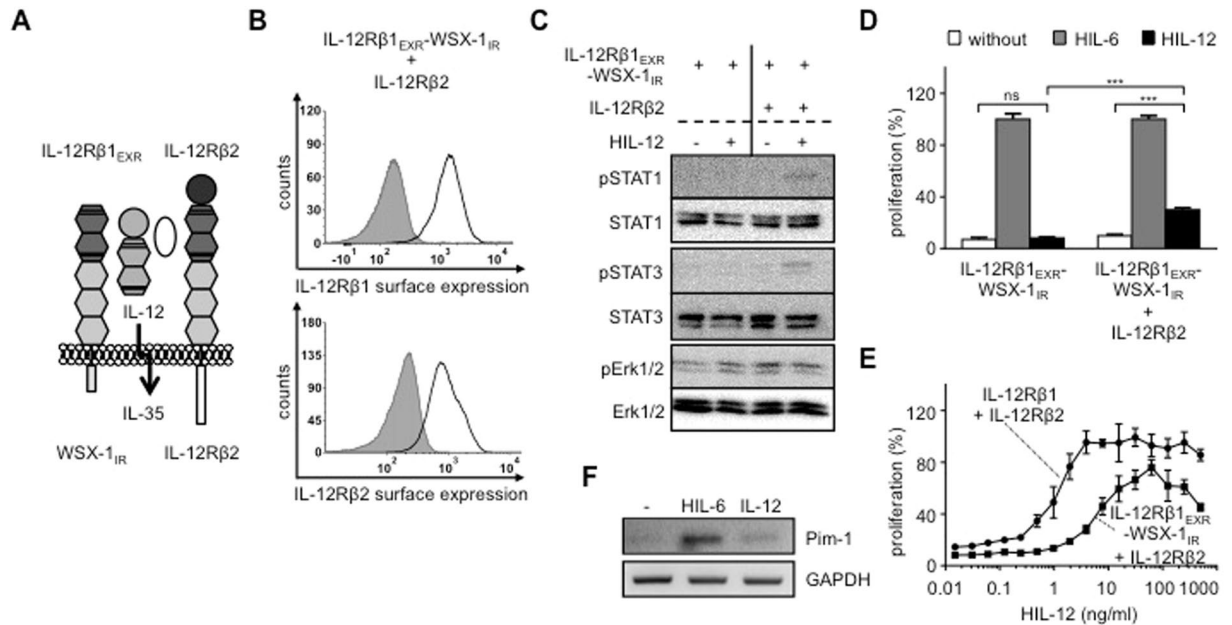 A
IL-12Rβ1EXR IL-12Rβ2
IL-12
IL-35
WSX-1IR IL-12Rβ2
B
IL-12Rβ1EXR-WSX-1IR
+
IL-12Rβ2
120
90
60
30
0
counts
-10¹ 10² 10³ 10⁴
IL-12Rβ1 surface expression
180
135
90
45
0
counts
10² 10³ 10⁴
IL-12Rβ2 surface expression
C
IL-12Rβ1EXR
-WSX-1IR + + + +
IL-12Rβ2 + +
HIL-12 - + - +
pSTAT1
STAT1
pSTAT3
STAT3
pErk1/2
Erk1/2
D
without HIL-6 HIL-12
***
ns ***
120
80
40
0
proliferation (%)
IL-12Rβ1EXR-
WSX-1IR
IL-12Rβ1EXR-
WSX-1IR
+
IL-12Rβ2
E
IL-12Rβ1
+ IL-12Rβ2
120
80
40
0
proliferation (%)
IL-12Rβ1EXR
-WSX-1IR
+ IL-12Rβ2
0.01 0.1 1 10 100 1000
HIL-12 (ng/ml)
F
- HIL-6 IL-12
Pim-1
GAPDH